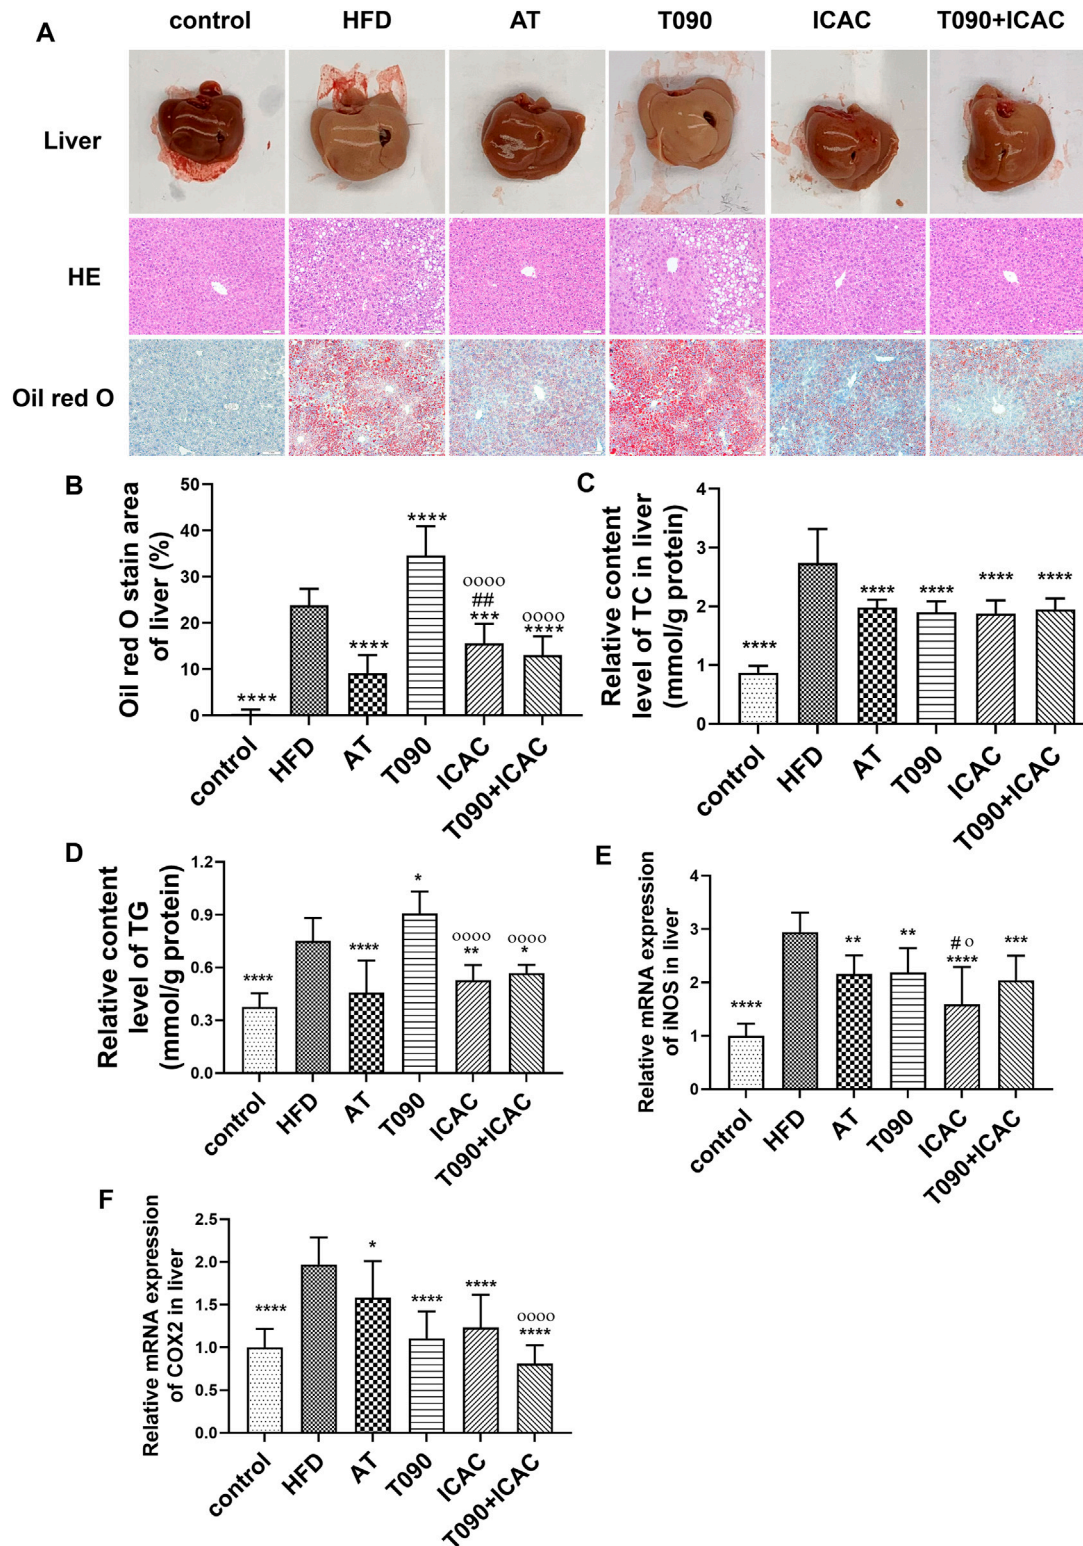 A
control HFD AT T090 ICAC T090+ICAC
Liver
HE
Oil red O
B
Oil red O stain area
of liver (%)
50
40
30
20
10
0
****
****
****
oooo
##
***
oooo
****
control
HFD
AT
T090
ICAC
T090+ICAC
C
Relative content
level of TC in liver
(mmol/g protein)
4
3
2
1
0
****
****
****
****
****
control
HFD
AT
T090
ICAC
T090+ICAC
D
Relative content
level of TG
(mmol/g protein)
1.2
0.9
0.6
0.3
0.0
****
****
*
oooo
**
oooo
*
control
HFD
AT
T090
ICAC
T090+ICAC
E
Relative mRNA expression
of iNOS in liver
4
3
2
1
0
****
**
**
# o
****
***
control
HFD
AT
T090
ICAC
T090+ICAC
F
Relative mRNA expression
of COX2 in liver
2.5
2.0
1.5
1.0
0.5
0.0
****
*
****
****
oooo
****
control
HFD
AT
T090
ICAC
T090+ICAC